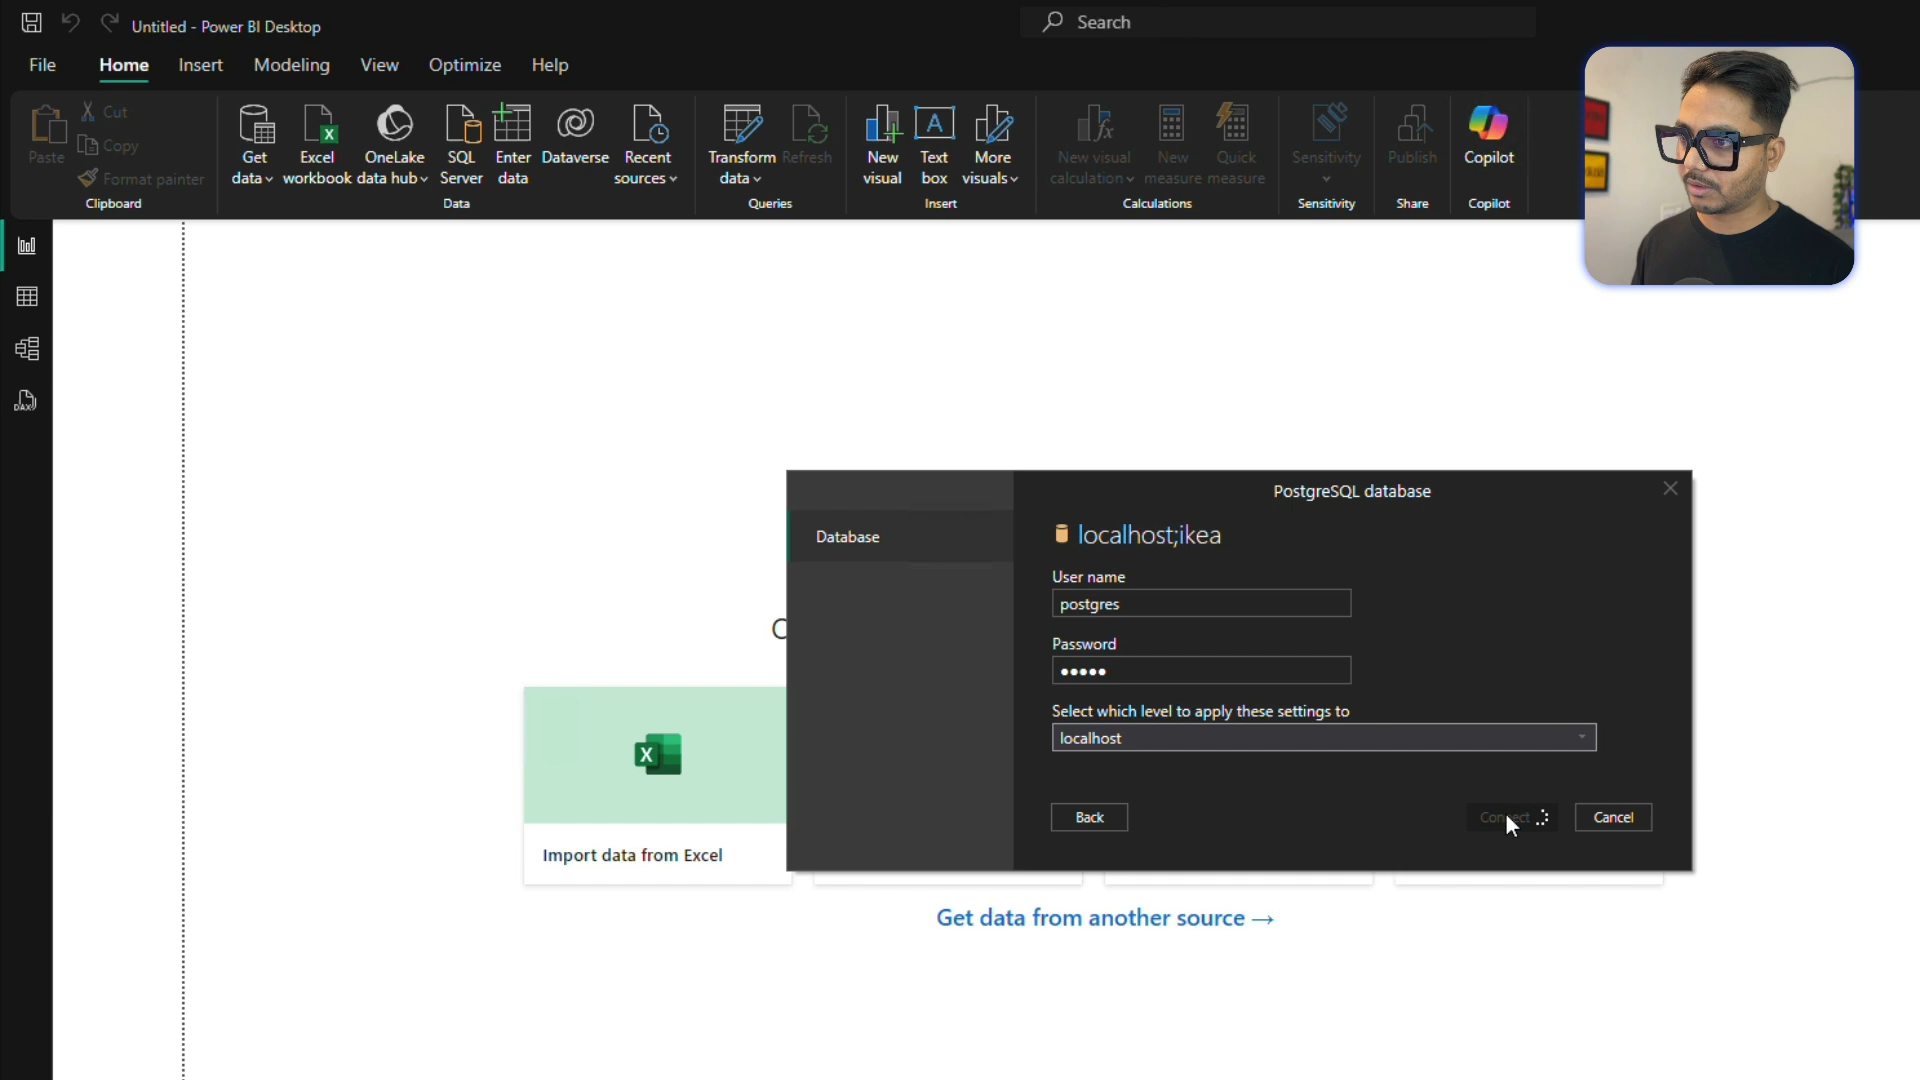 Untitled - Power BI Desktop
Search
File Home Insert Modeling View Optimize Help
Paste
Cut
Copy
Format painter
Clipboard
Get data
Excel workbook
OneLake data hub
SQL Server
Enter data
Dataverse
Recent sources
Data
Transform data
Refresh
Queries
New visual
Text box
More visuals
Insert
New visual calculation
New measure
Quick measure
Calculations
Sensitivity
Sensitivity
Publish
Share
Copilot
Copilot
DAX
PostgreSQL database
Database
localhost;ikea
User name
postgres
Password
•••••
Select which level to apply these settings to
localhost
Back
Connect
Cancel
Import data from Excel
Get data from another source →